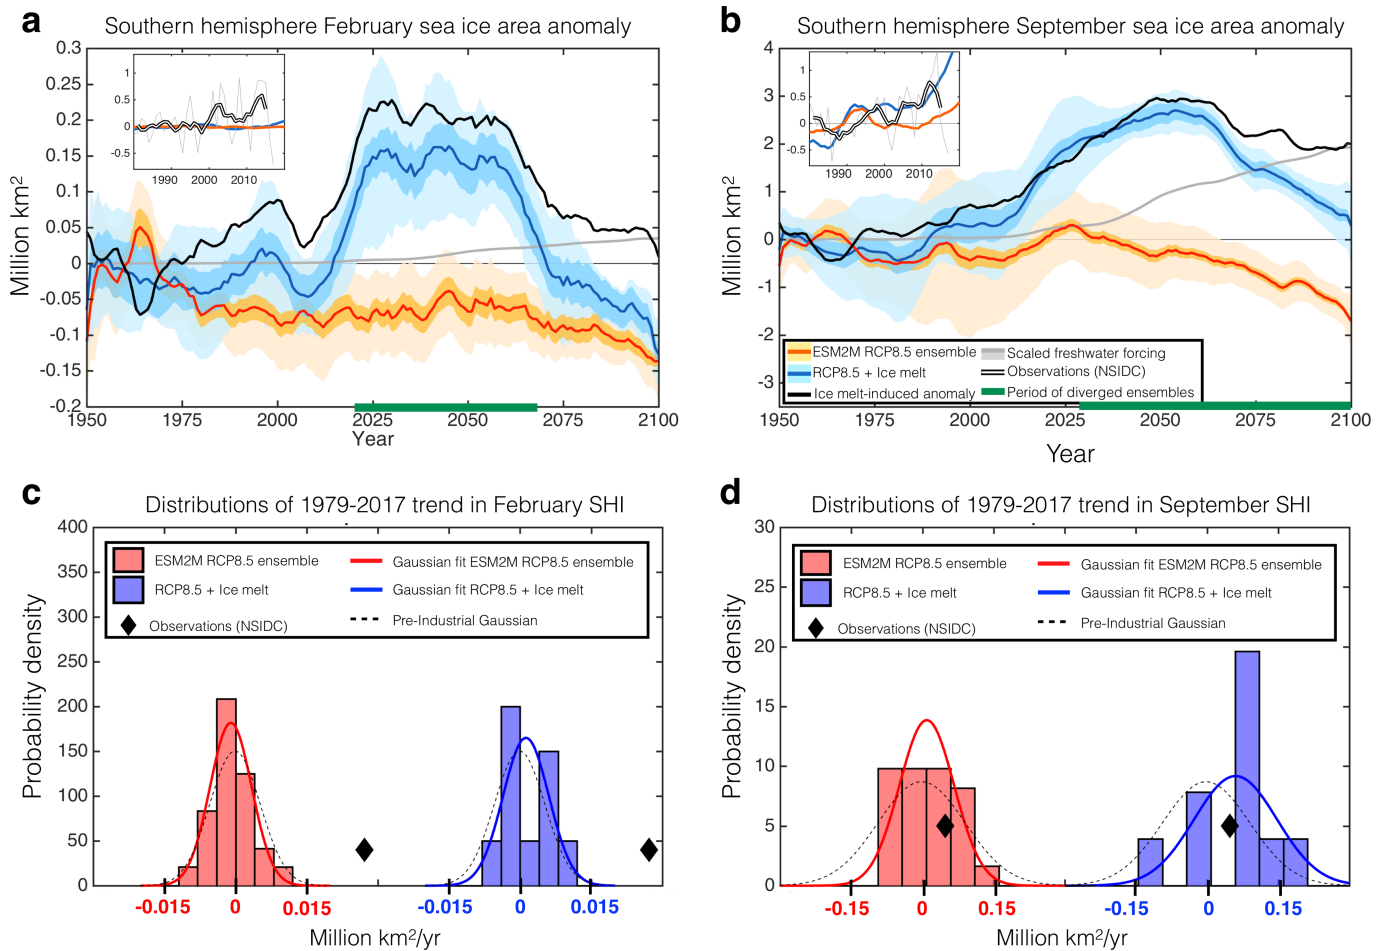 a
Southern hemisphere February sea ice area anomaly
0.3
0.25
0.2
0.15
0.1
0.05
0
-0.05
-0.1
-0.15
-0.2
Million km2
1
0.5
0
-0.5
1990 2000 2010
1950 1975 2000 2025 2050 2075 2100
Year
b
Southern hemisphere September sea ice area anomaly
4
3
2
1
0
-1
-2
-3
Million km2
1
0.5
0
-0.5
1990 2000 2010
ESM2M RCP8.5 ensemble
RCP8.5 + Ice melt
Ice melt-induced anomaly
Scaled freshwater forcing
Observations (NSIDC)
Period of diverged ensembles
1950 1975 2000 2025 2050 2075 2100
Year
c
Distributions of 1979-2017 trend in February SHI
400
350
300
250
200
150
100
50
0
Probability density
ESM2M RCP8.5 ensemble
RCP8.5 + Ice melt
Observations (NSIDC)
Gaussian fit ESM2M RCP8.5 ensemble
Gaussian fit RCP8.5 + Ice melt
Pre-Industrial Gaussian
-0.015 0 0.015 -0.015 0 0.015
Million km2/yr
d
Distributions of 1979-2017 trend in September SHI
30
25
20
15
10
5
0
Probability density
ESM2M RCP8.5 ensemble
RCP8.5 + Ice melt
Observations (NSIDC)
Gaussian fit ESM2M RCP8.5 ensemble
Gaussian fit RCP8.5 + Ice melt
Pre-Industrial Gaussian
-0.15 0 0.15 -0.15 0 0.15
Million km2/yr